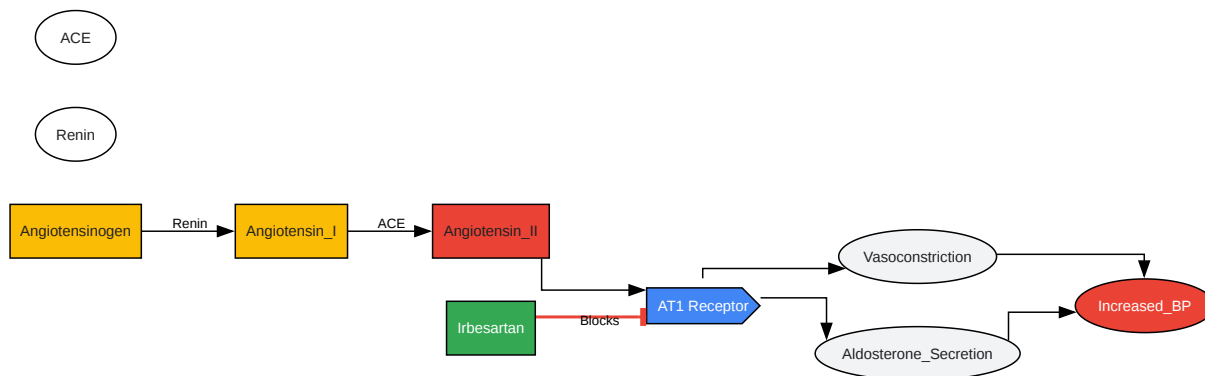 ACE
Renin
Angiotensinogen
Renin
Angiotensin_I
ACE
Angiotensin_II
Irbesartan
Blocks
AT1 Receptor
Vasoconstriction
Aldosterone_Secretion
Increased_BP